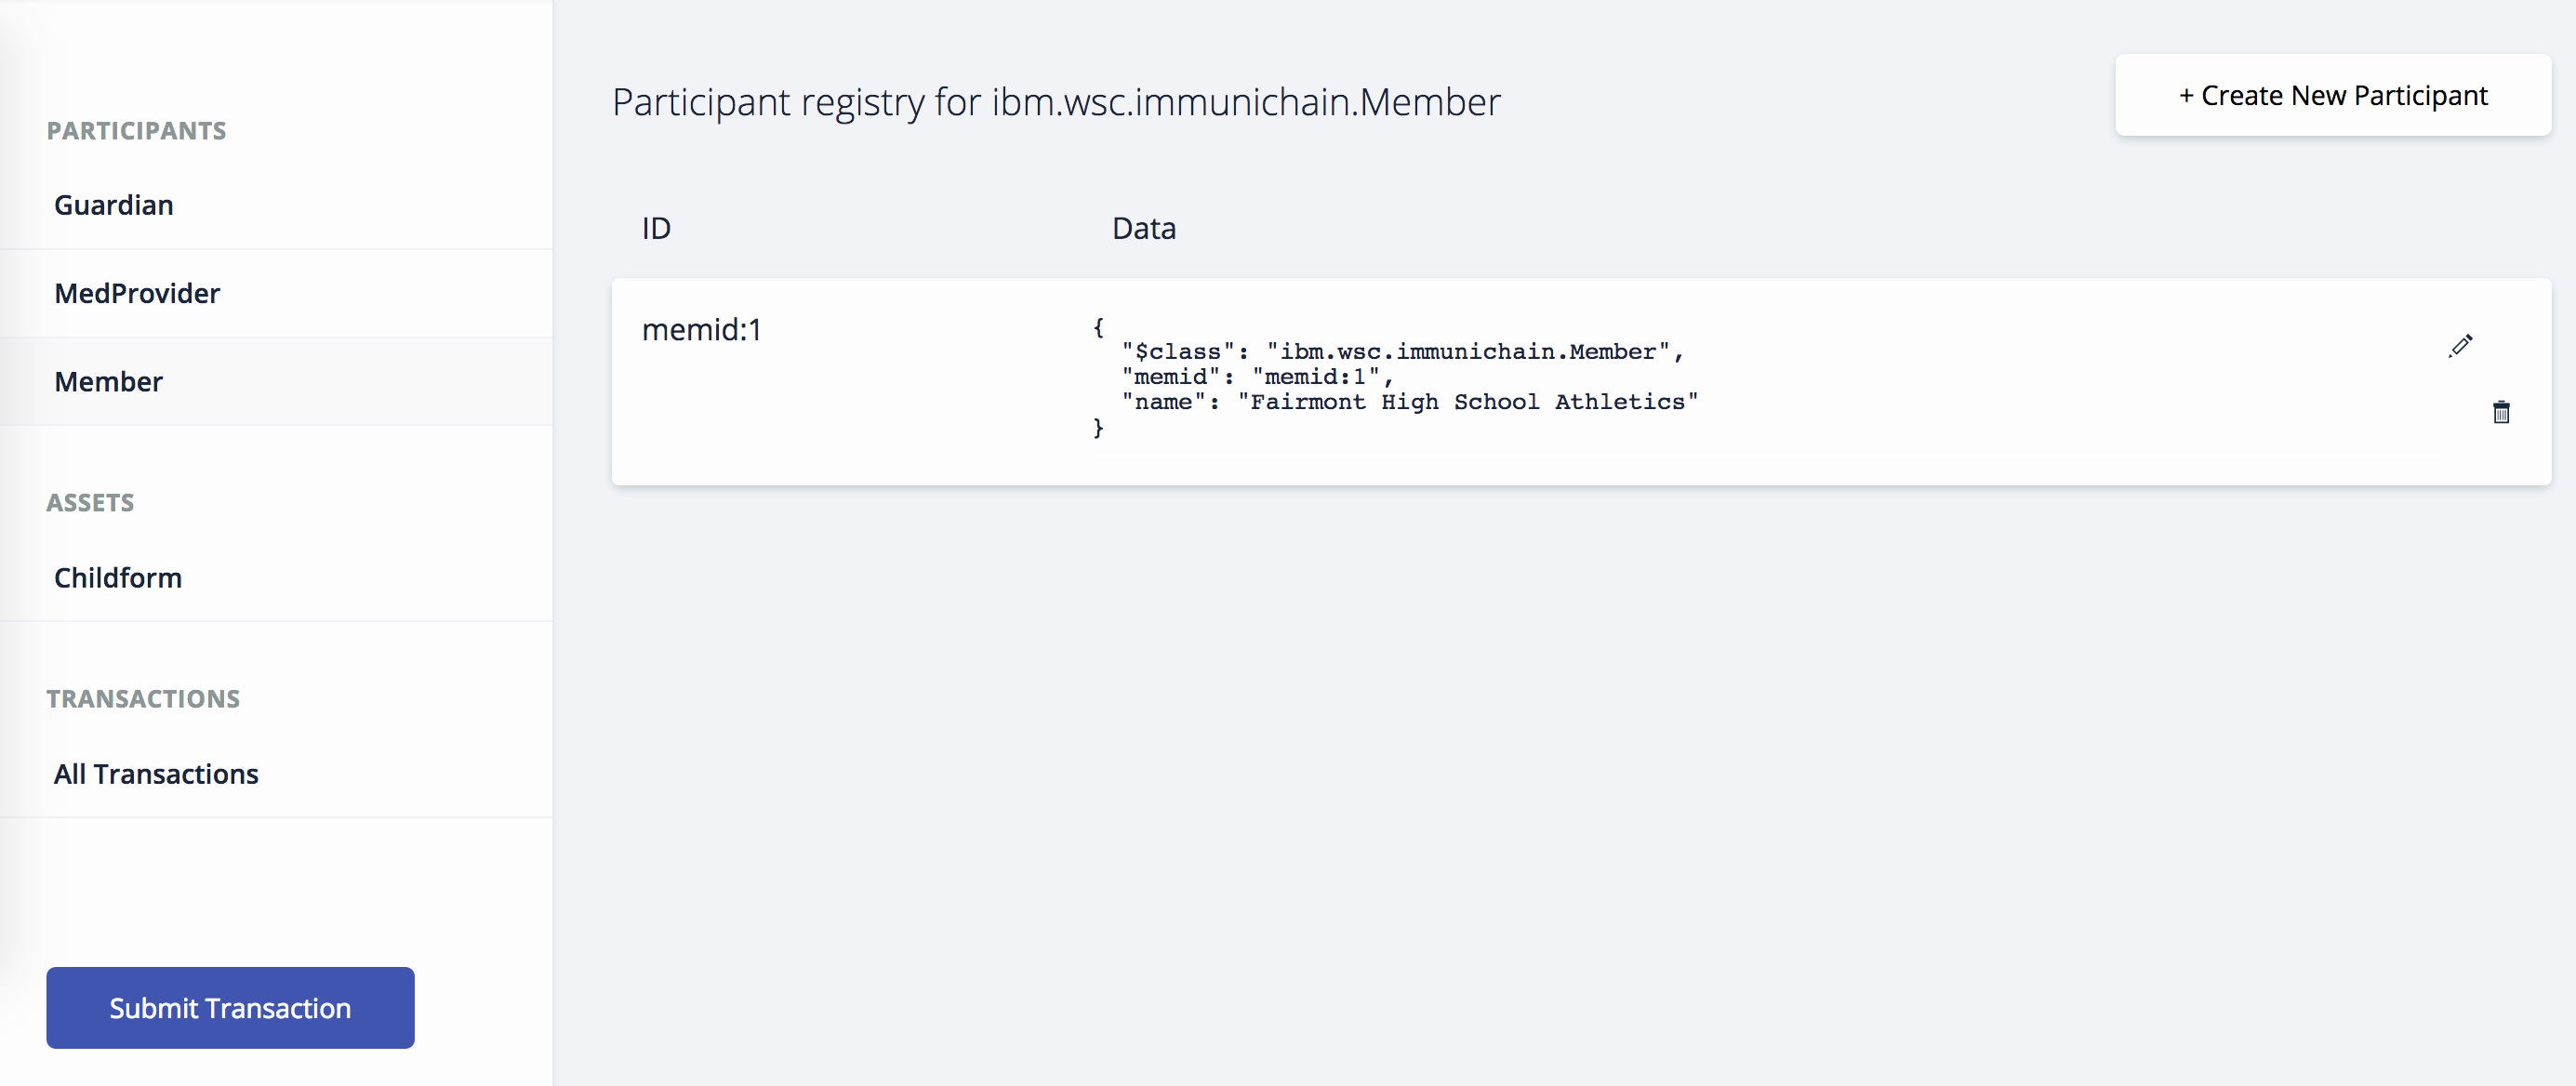 PARTICIPANTS
Guardian
MedProvider
Member
ASSETS
Childform
TRANSACTIONS
All Transactions
Submit Transaction
Participant registry for ibm.wsc.immunichain.Member
+ Create New Participant
ID Data
memid:1
{
"$class": "ibm.wsc.immunichain.Member",
"memid": "memid:1",
"name": "Fairmont High School Athletics"
}